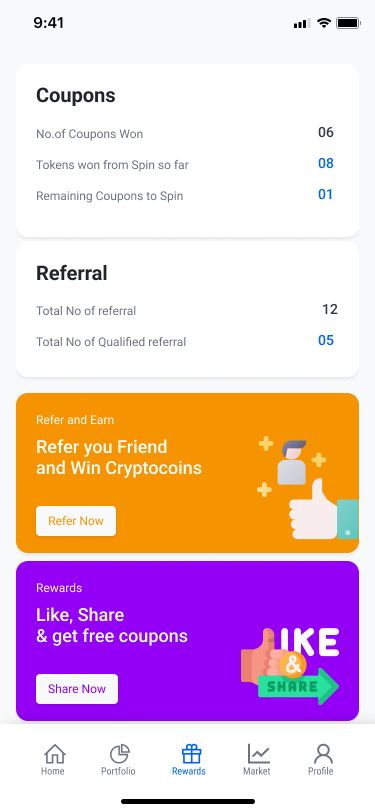 9:41
Coupons
No.of Coupons Won 06
Tokens won from Spin so far 08
Remaining Coupons to Spin 01
Referral
Total No of referral 12
Total No of Qualified referral 05
Refer and Earn
Refer you Friend
and Win Cryptocoins
Refer Now
Rewards
Like, Share
& get free coupons
LIKE
&
SHARE
Share Now
Home Portfolio Rewards Market Profile